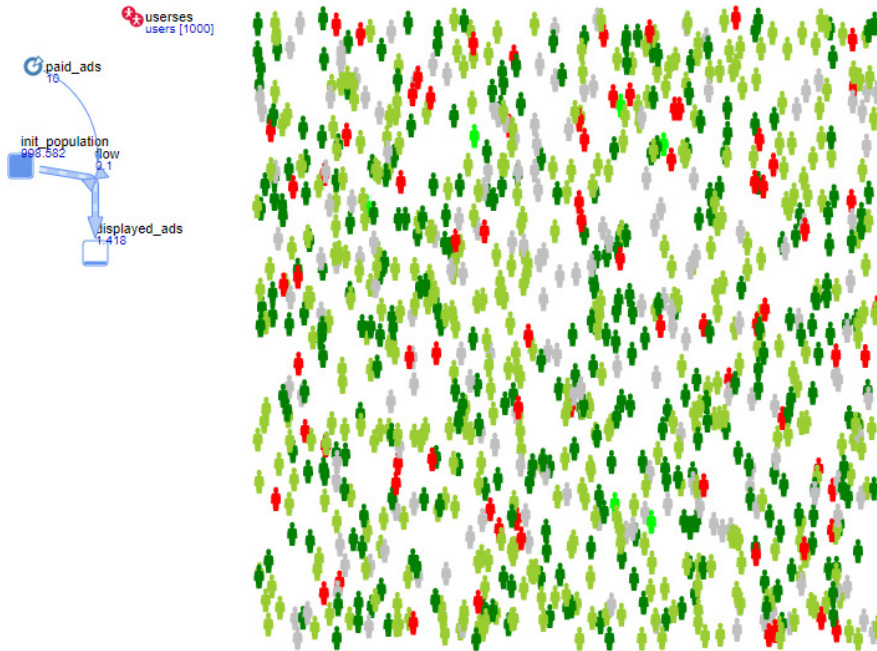 userses
users [1000]
paid_ads
10
init_population
998.582
flow
0.1
displayed_ads
1.418